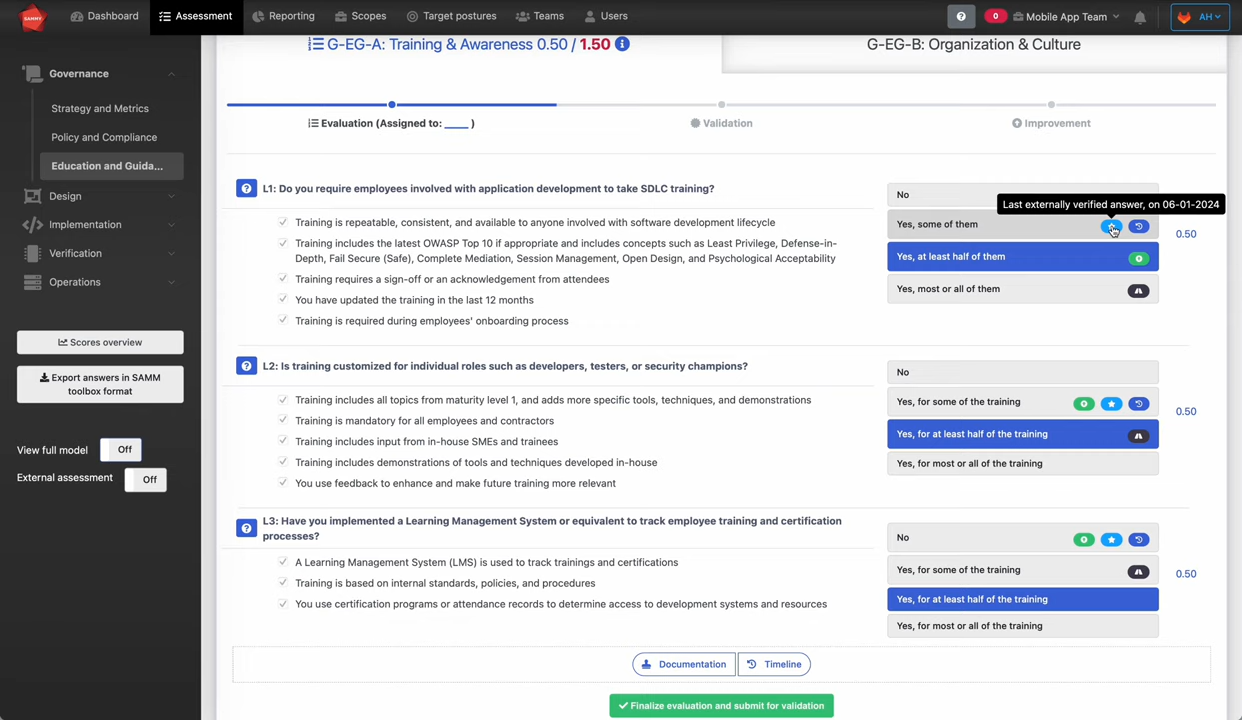 SAMMY
Dashboard
Assessment
Reporting
Scopes
Target postures
Teams
Users
?
0
Mobile App Team
AH
Governance
Strategy and Metrics
Policy and Compliance
Education and Guida...
Design
Implementation
Verification
Operations
Scores overview
Export answers in SAMM
toolbox format
View full model
Off
External assessment
Off
G-EG-A: Training & Awareness 0.50 / 1.50
G-EG-B: Organization & Culture
Evaluation (Assigned to: ____ )
Validation
Improvement
? L1: Do you require employees involved with application development to take SDLC training?
Training is repeatable, consistent, and available to anyone involved with software development lifecycle
Training includes the latest OWASP Top 10 if appropriate and includes concepts such as Least Privilege, Defense-in-
Depth, Fail Secure (Safe), Complete Mediation, Session Management, Open Design, and Psychological Acceptability
Training requires a sign-off or an acknowledgement from attendees
You have updated the training in the last 12 months
Training is required during employees' onboarding process
No
Last externally verified answer, on 06-01-2024
Yes, some of them
Yes, at least half of them
Yes, most or all of them
0.50
? L2: Is training customized for individual roles such as developers, testers, or security champions?
Training includes all topics from maturity level 1, and adds more specific tools, techniques, and demonstrations
Training is mandatory for all employees and contractors
Training includes input from in-house SMEs and trainees
Training includes demonstrations of tools and techniques developed in-house
You use feedback to enhance and make future training more relevant
No
Yes, for some of the training
Yes, for at least half of the training
Yes, for most or all of the training
0.50
? L3: Have you implemented a Learning Management System or equivalent to track employee training and certification
processes?
A Learning Management System (LMS) is used to track trainings and certifications
Training is based on internal standards, policies, and procedures
You use certification programs or attendance records to determine access to development systems and resources
No
Yes, for some of the training
Yes, for at least half of the training
Yes, for most or all of the training
0.50
Documentation
Timeline
Finalize evaluation and submit for validation